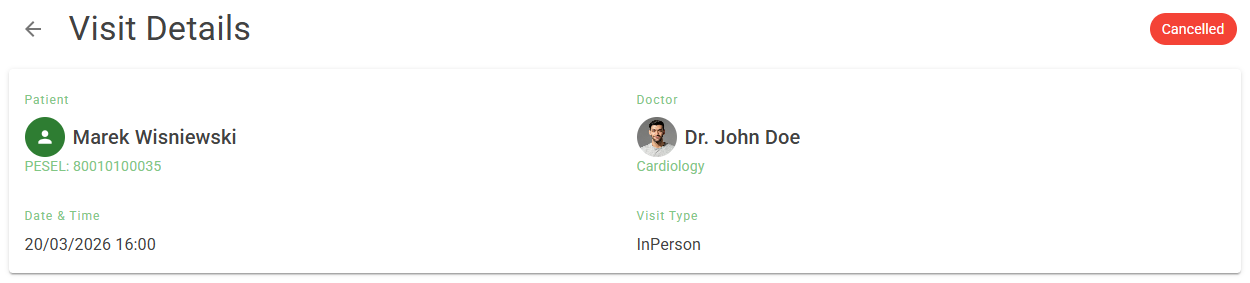 Visit Details
Cancelled
Patient
Doctor
Marek Wisniewski
Dr. John Doe
PESEL: 80010100035
Cardiology
Date & Time
Visit Type
20/03/2026 16:00
InPerson